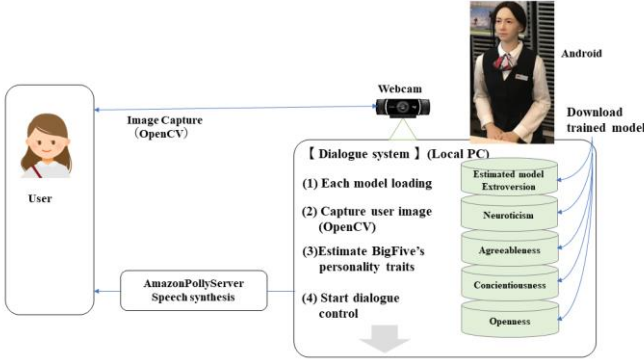 Android
Webcam
Image Capture
(OpenCV)
Download
trained model
User
【 Dialogue system 】(Local PC)
(1) Each model loading
(2) Capture user image
(OpenCV)
(3)Estimate BigFive's
personality traits
(4) Start dialogue
control
Estimated model
Extroversion
Neuroticism
Agreeableness
Concientiousness
Openness
AmazonPollyServer
Speech synthesis